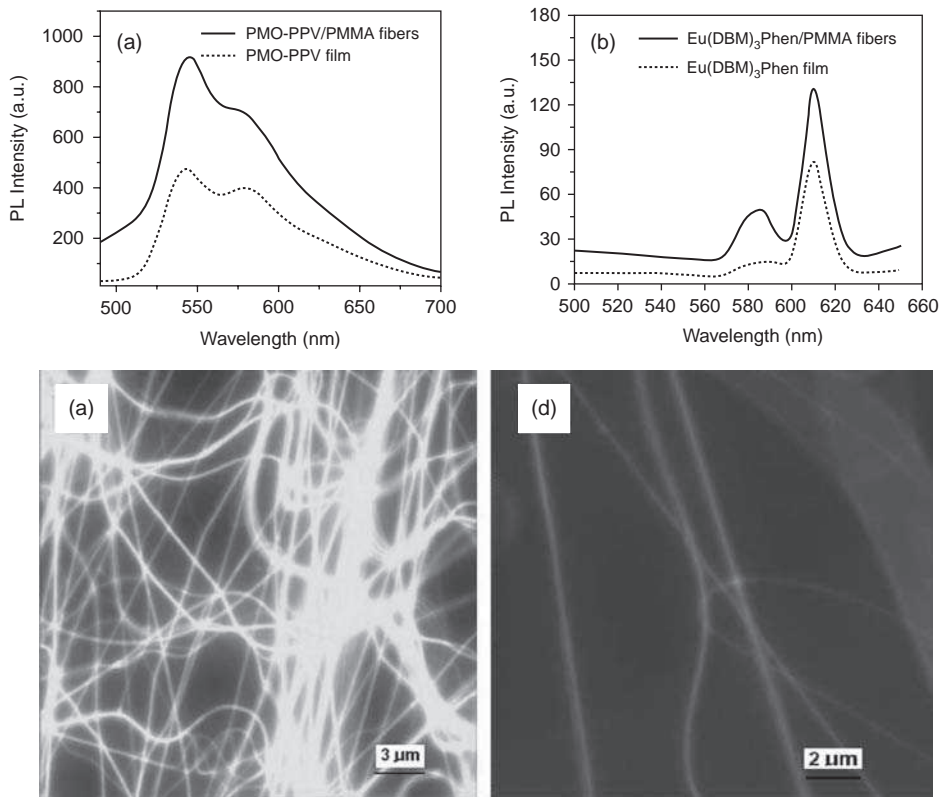 (a)
PMO-PPV/PMMA fibers
PMO-PPV film
1000
800
600
400
200
PL Intensity (a.u.)
500 550 600 650 700
Wavelength (nm)
(b)
Eu(DBM)₃Phen/PMMA fibers
Eu(DBM)₃Phen film
180
150
120
90
60
30
0
PL Intensity (a.u.)
500 520 540 560 580 600 620 640 660
Wavelength (nm)
(a)
3 µm
(d)
2 µm